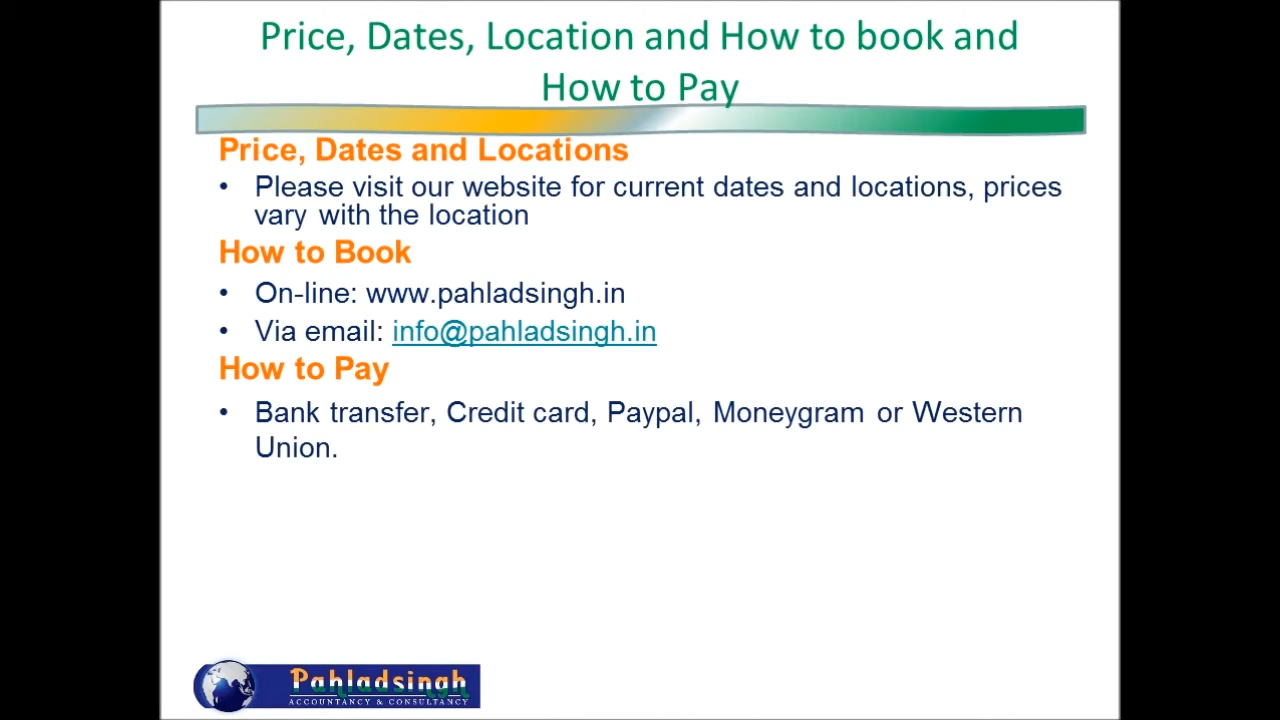 Price, Dates, Location and How to book and
How to Pay
Price, Dates and Locations
• Please visit our website for current dates and locations, prices
vary with the location
How to Book
• On-line: www.pahladsingh.in
• Via email: info@pahladsingh.in
How to Pay
• Bank transfer, Credit card, Paypal, Moneygram or Western
Union.
Pahladsingh
ACCOUNTANCY & CONSULTANCY